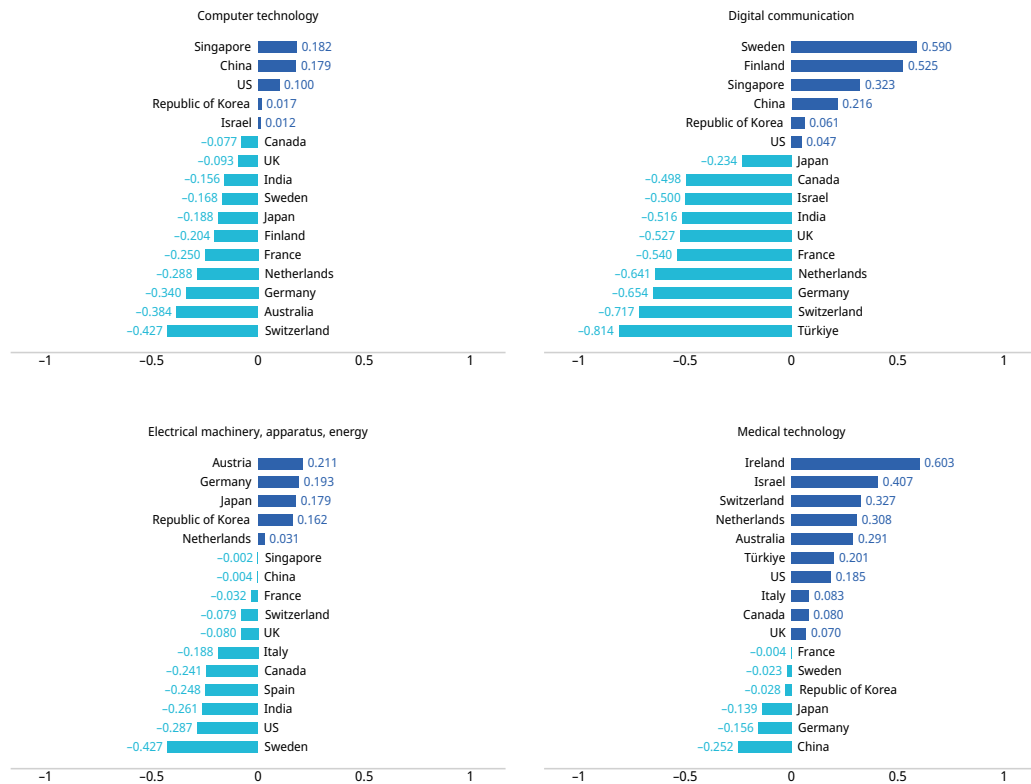 Computer technology
Singapore 0.182
China 0.179
US 0.100
Republic of Korea 0.017
Israel 0.012
–0.077 Canada
–0.093 UK
–0.156 India
–0.168 Sweden
–0.188 Japan
–0.204 Finland
–0.250 France
–0.288 Netherlands
–0.340 Germany
–0.384 Australia
–0.427 Switzerland
–1 –0.5 0 0.5 1
Digital communication
Sweden 0.590
Finland 0.525
Singapore 0.323
China 0.216
Republic of Korea 0.061
US 0.047
–0.234 Japan
–0.498 Canada
–0.500 Israel
–0.516 India
–0.527 UK
–0.540 France
–0.641 Netherlands
–0.654 Germany
–0.717 Switzerland
–0.814 Türkiye
–1 –0.5 0 0.5 1
Electrical machinery, apparatus, energy
Austria 0.211
Germany 0.193
Japan 0.179
Republic of Korea 0.162
Netherlands 0.031
–0.002 Singapore
–0.004 China
–0.032 France
–0.079 Switzerland
–0.080 UK
–0.188 Italy
–0.241 Canada
–0.248 Spain
–0.261 India
–0.287 US
–0.427 Sweden
–1 –0.5 0 0.5 1
Medical technology
Ireland 0.603
Israel 0.407
Switzerland 0.327
Netherlands 0.308
Australia 0.291
Türkiye 0.201
US 0.185
Italy 0.083
Canada 0.080
UK 0.070
–0.004 France
–0.023 Sweden
–0.028 Republic of Korea
–0.139 Japan
–0.156 Germany
–0.252 China
–1 –0.5 0 0.5 1